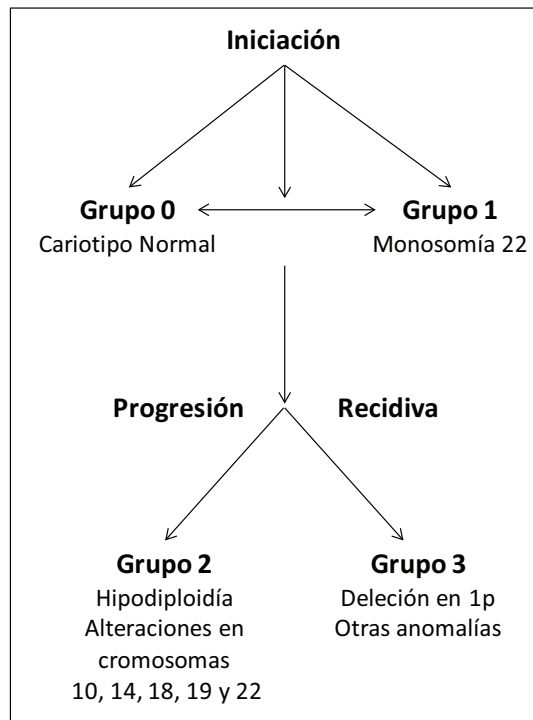 Iniciación
Grupo 0
Cariotipo Normal
Grupo 1
Monosomía 22
Progresión
Recidiva
Grupo 2
Hipodiploidía
Alteraciones en
cromosomas
10, 14, 18, 19 y 22
Grupo 3
Deleción en 1p
Otras anomalías